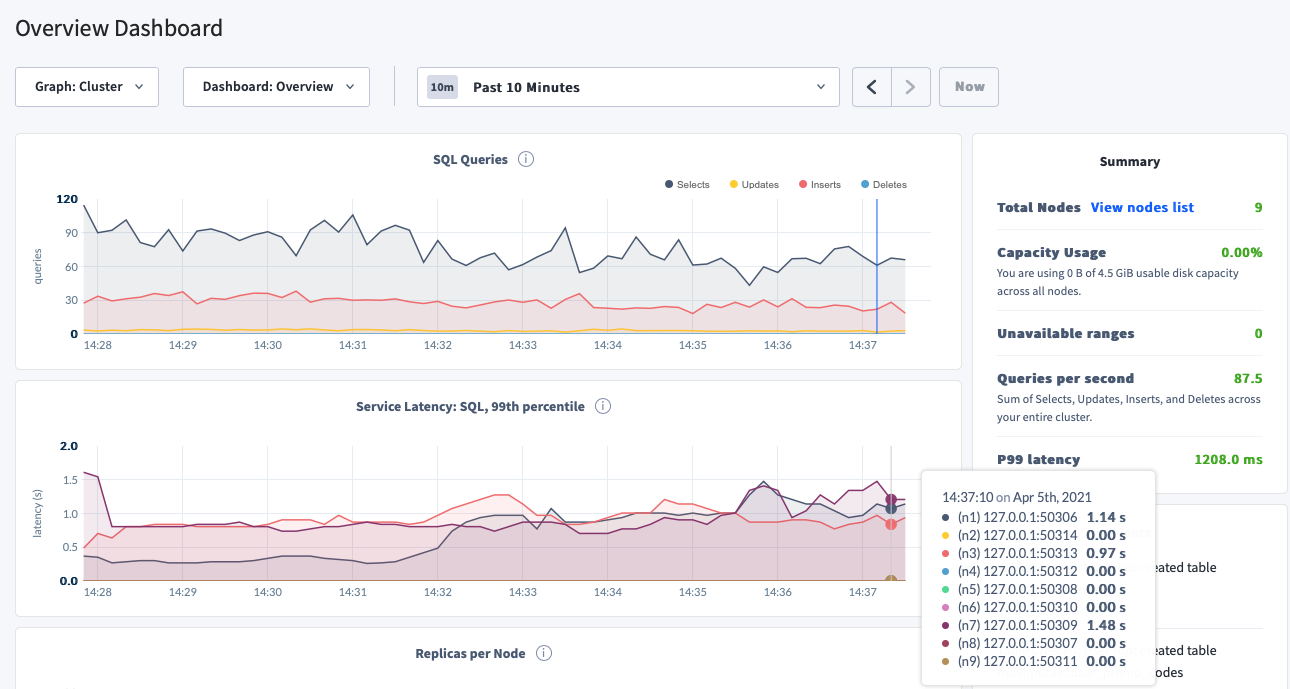 Overview Dashboard
Graph: Cluster
Dashboard: Overview
10m Past 10 Minutes
Now
SQL Queries
Selects Updates Inserts Deletes
queries
120
90
60
30
0
14:28 14:29 14:30 14:31 14:32 14:33 14:34 14:35 14:36 14:37
Service Latency: SQL, 99th percentile
latency (s)
2.0
1.5
1.0
0.5
0.0
14:28 14:29 14:30 14:31 14:32 14:33 14:34 14:35 14:36 14:37
Replicas per Node
Summary
Total Nodes View nodes list 9
Capacity Usage 0.00%
You are using 0 B of 4.5 GiB usable disk capacity
across all nodes.
Unavailable ranges 0
Queries per second 87.5
Sum of Selects, Updates, Inserts, and Deletes across
your entire cluster.
P99 latency 1208.0 ms
14:37:10 on Apr 5th, 2021
(n1) 127.0.0.1:50306 1.14 s
(n2) 127.0.0.1:50314 0.00 s
(n3) 127.0.0.1:50313 0.97 s
(n4) 127.0.0.1:50312 0.00 s
(n5) 127.0.0.1:50308 0.00 s
(n6) 127.0.0.1:50310 0.00 s
(n7) 127.0.0.1:50309 1.48 s
(n8) 127.0.0.1:50307 0.00 s
(n9) 127.0.0.1:50311 0.00 s
table
table